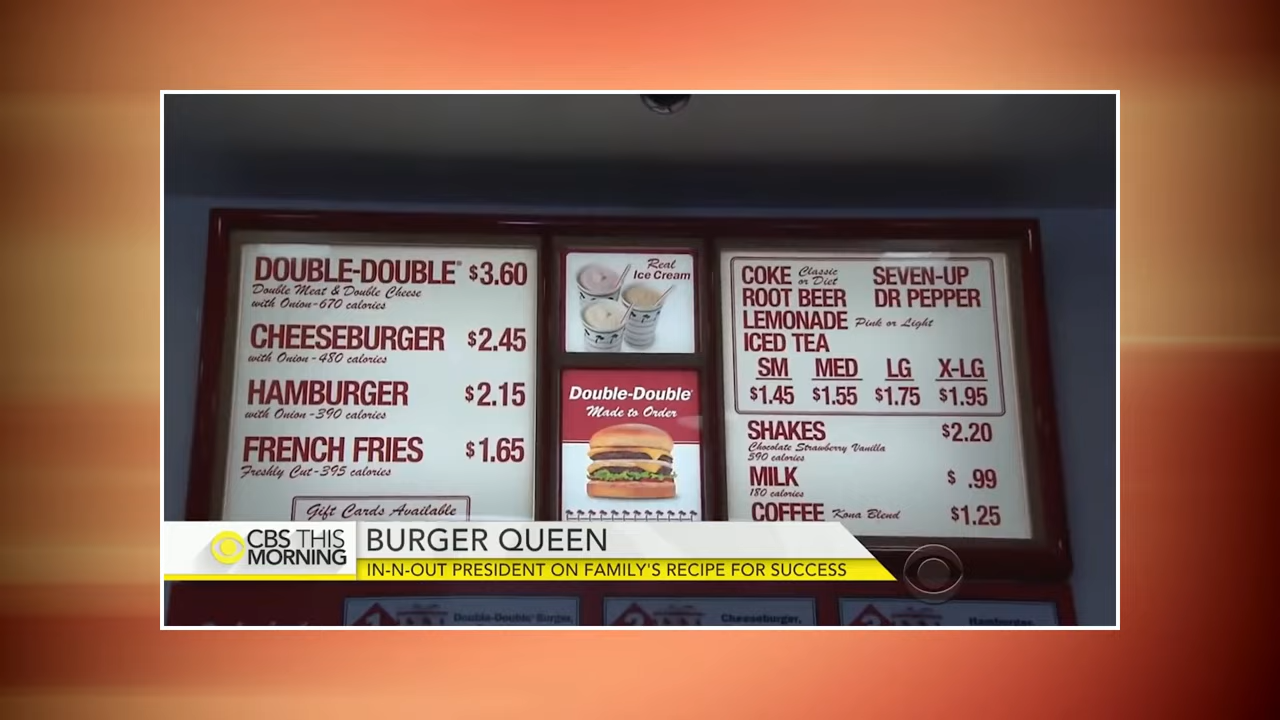 DOUBLE-DOUBLE® $3.60
Double Meat & Double Cheese
with Onion-670 calories
CHEESEBURGER $2.45
with Onion-480 calories
HAMBURGER $2.15
with Onion-390 calories
FRENCH FRIES $1.65
Freshly Cut-395 calories
Gift Cards Available
Real
Ice Cream
Double-Double®
Made to Order
COKE Classic or Diet SEVEN-UP
ROOT BEER DR PEPPER
LEMONADE Pink or Light
ICED TEA
SM MED LG X-LG
$1.45 $1.55 $1.75 $1.95
SHAKES $2.20
Chocolate Strawberry Vanilla
590 calories
MILK $ .99
180 calories
COFFEE Kona Blend $1.25
CBS THIS
MORNING
BURGER QUEEN
IN-N-OUT PRESIDENT ON FAMILY'S RECIPE FOR SUCCESS
Double-Double® Burger,
Cheeseburger,
Hamburger,